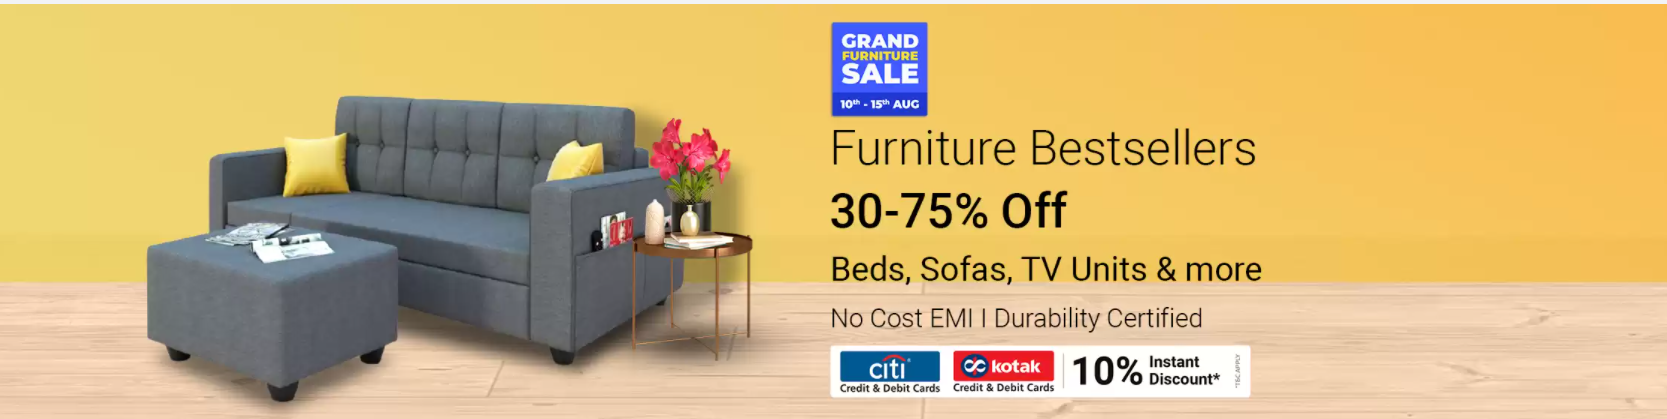 GRAND
FURNITURE
SALE
10th - 15th AUG
Furniture Bestsellers
30-75% Off
Beds, Sofas, TV Units & more
No Cost EMI I Durability Certified
citi
Credit & Debit Cards
kotak
Credit & Debit Cards
10% Instant
Discount*
*T&C APPLY